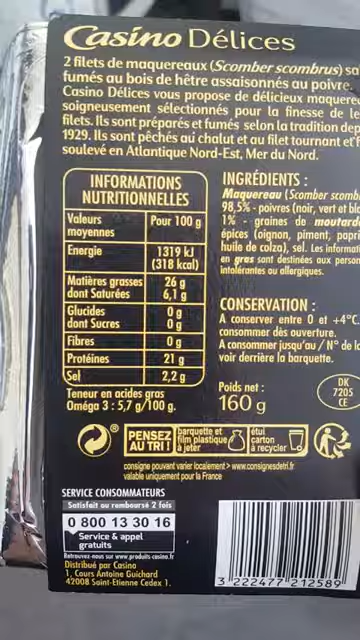 Casino Délices
2 filets de maquereaux (Scomber scombrus)
fumés au bois de hêtre assaisonnés au poivre.
Casino Délices vous propose de délicieux
soigneusement sélectionnés pour la finesse de
filets. Ils sont préparés et fumés selon la tradition
1929. Ils sont pêchés au chalut et au filet tournant et
soulevé en Atlantique Nord-Est, Mer du Nord.
INFORMATIONS
NUTRITIONNELLES
Valeurs moyennes Pour 100 g
Energie 1319 kJ
(318 kcal)
Matières grasses 26 g
dont Saturées 6,1 g
Glucides 0 g
dont Sucres 0 g
Fibres 0 g
Protéines 21 g
Sel 2,2 g
Teneur en acides gras
Oméga 3 : 5,7 g/100 g.
INGRÉDIENTS :
Maquereau (Scomber
98,5% - poivres (noir, vert et
1% - graines de
épices (oignon, piment,
huile de colza), sel. Les
en gras sont destinées aux
intolérantes ou allergiques.
CONSERVATION :
A conserver entre 0 et +4°C.
consommer dès ouverture.
A consommer jusqu'au / N° de
voir derrière la barquette.
Poids net :
160 g
DK
7205
CE
PENSEZ
AU TRI !
barquette et
film plastique
à jeter
étui
carton
à recycler
consigne pouvant varier localement > www.consignesdetri.fr
valable uniquement pour la France
SERVICE CONSOMMATEURS
Satisfait ou remboursé 2 fois
0 800 13 30 16
Service & appel
gratuits
Retrouvez-nous sur www.produits-casino.fr
Distribué par Casino
1, Cours Antoine Guichard
42008 Saint-Etienne Cedex 1.
3 222477 212589